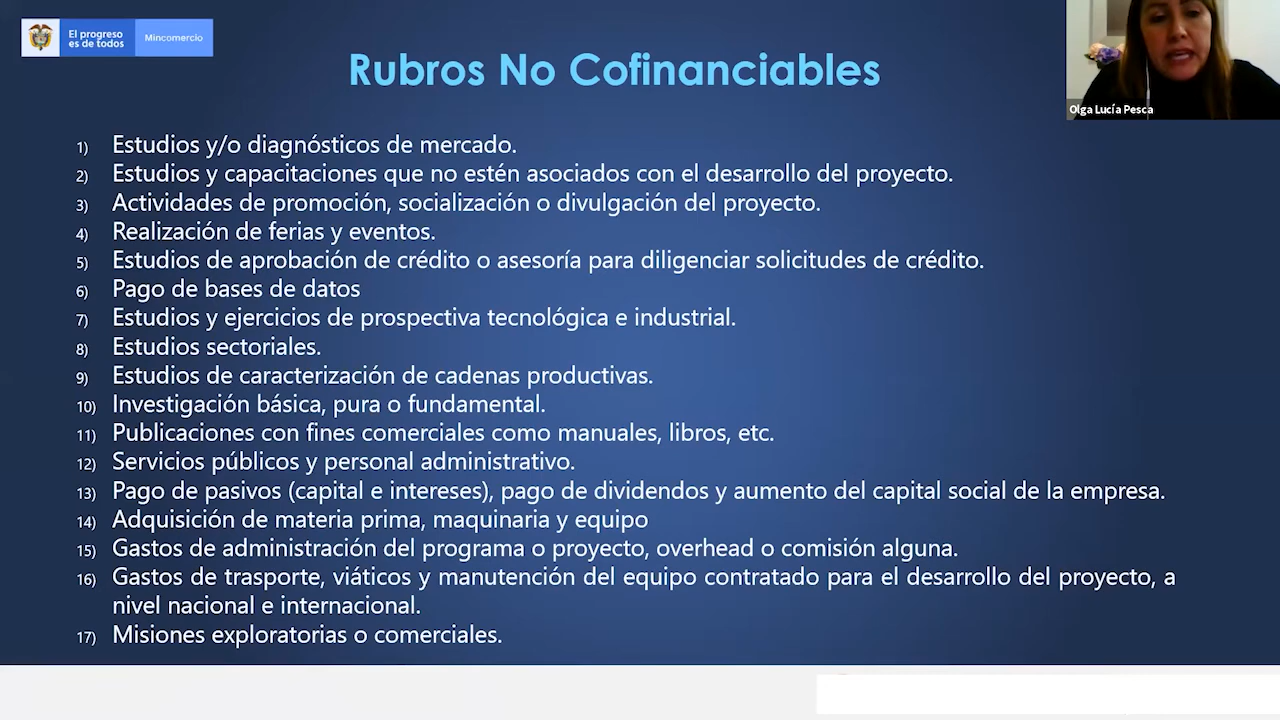 El progreso
es de todos
Mincomercio
Rubros No Cofinanciables
Olga Lucía Pesca
1) Estudios y/o diagnósticos de mercado.
2) Estudios y capacitaciones que no estén asociados con el desarrollo del proyecto.
3) Actividades de promoción, socialización o divulgación del proyecto.
4) Realización de ferias y eventos.
5) Estudios de aprobación de crédito o asesoría para diligenciar solicitudes de crédito.
6) Pago de bases de datos
7) Estudios y ejercicios de prospectiva tecnológica e industrial.
8) Estudios sectoriales.
9) Estudios de caracterización de cadenas productivas.
10) Investigación básica, pura o fundamental.
11) Publicaciones con fines comerciales como manuales, libros, etc.
12) Servicios públicos y personal administrativo.
13) Pago de pasivos (capital e intereses), pago de dividendos y aumento del capital social de la empresa.
14) Adquisición de materia prima, maquinaria y equipo
15) Gastos de administración del programa o proyecto, overhead o comisión alguna.
16) Gastos de trasporte, viáticos y manutención del equipo contratado para el desarrollo del proyecto, a
nivel nacional e internacional.
17) Misiones exploratorias o comerciales.